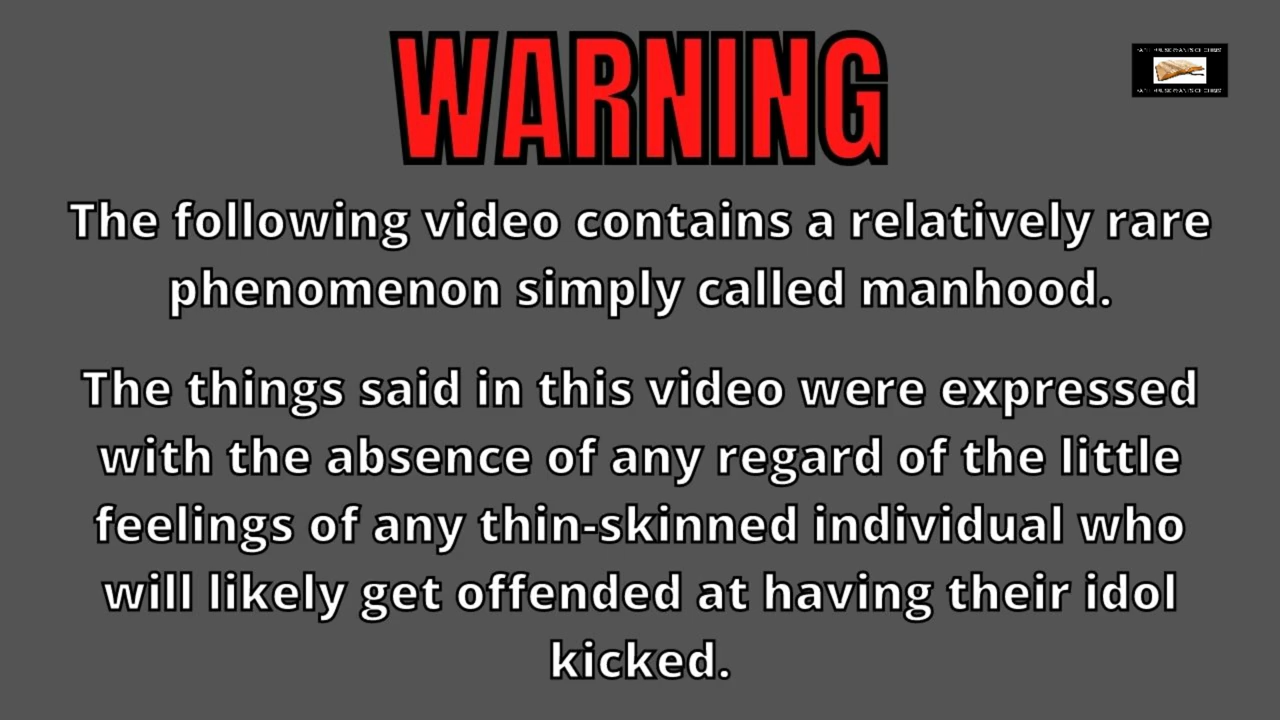 WARNING
The following video contains a relatively rare
phenomenon simply called manhood.
The things said in this video were expressed
with the absence of any regard of the little
feelings of any thin-skinned individual who
will likely get offended at having their idol
kicked.